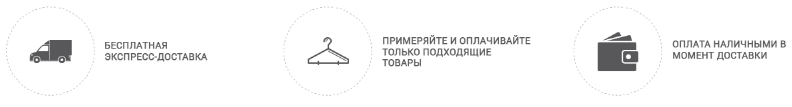 БЕСПЛАТНАЯ
ЭКСПРЕСС-ДОСТАВКА
ПРИМЕРЯЙТЕ И ОПЛАЧИВАЙТЕ
ТОЛЬКО ПОДХОДЯЩИЕ
ТОВАРЫ
ОПЛАТА НАЛИЧНЫМИ В
МОМЕНТ ДОСТАВКИ